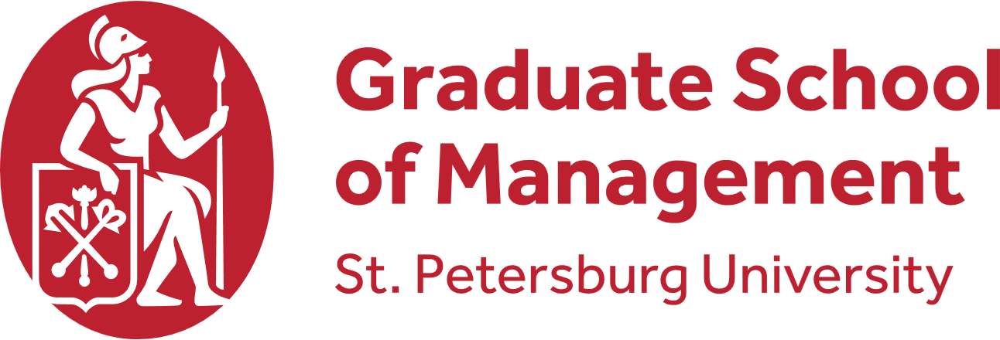 Graduate School
of Management
St. Petersburg University